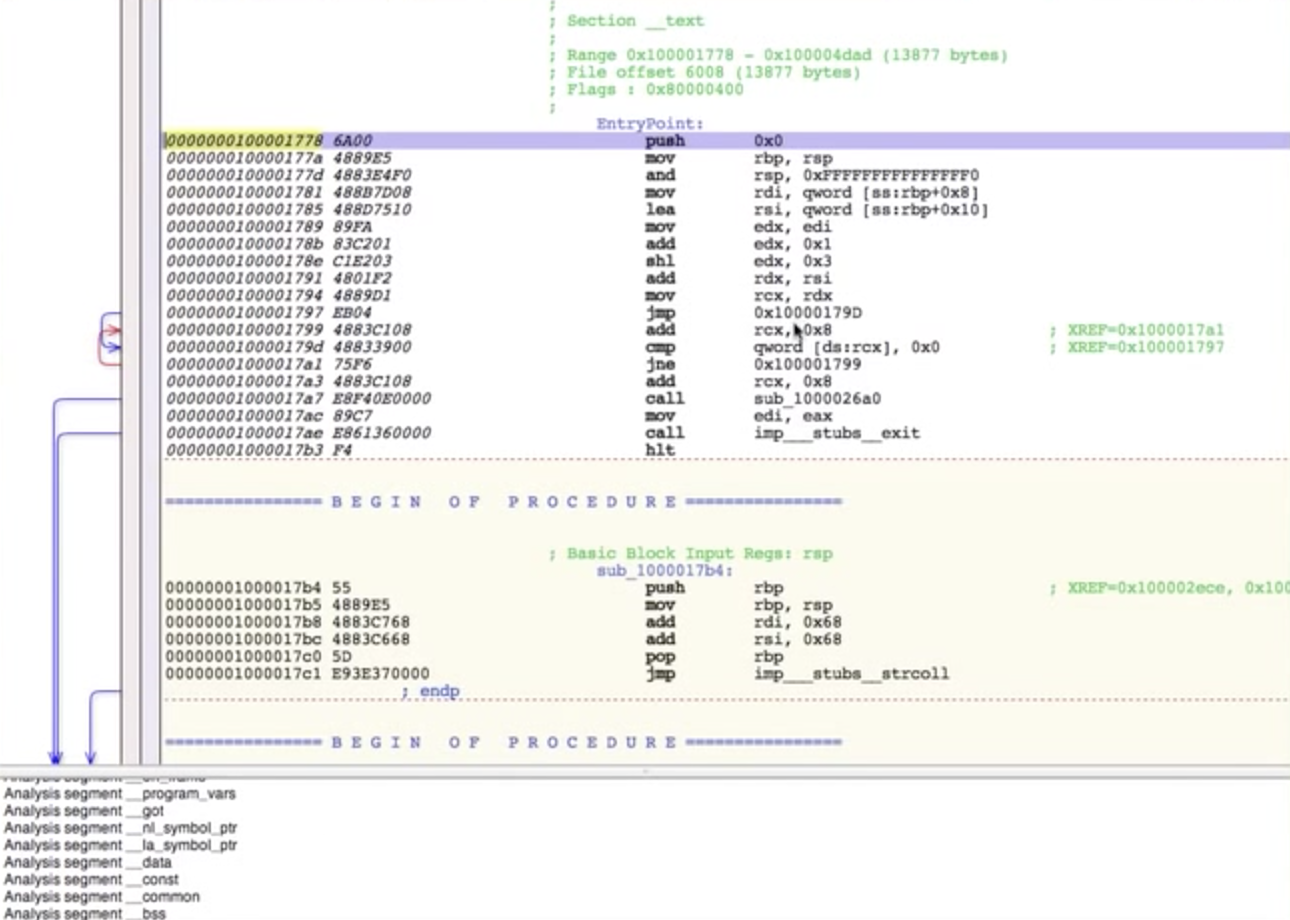 ;
; Section __text
;
; Range 0x100001778 - 0x100004dad (13877 bytes)
; File offset 6008 (13877 bytes)
; Flags : 0x80000400
;
EntryPoint:
0000000100001778 6A00 push 0x0
000000010000177a 4889E5 mov rbp, rsp
000000010000177d 4883E4F0 and rsp, 0xFFFFFFFFFFFFFFF0
0000000100001781 488B7D08 mov rdi, qword [ss:rbp+0x8]
0000000100001785 488D7510 lea rsi, qword [ss:rbp+0x10]
0000000100001789 89FA mov edx, edi
000000010000178b 83C201 add edx, 0x1
000000010000178e C1E203 shl edx, 0x3
0000000100001791 4801F2 add rdx, rsi
0000000100001794 4889D1 mov rcx, rdx
0000000100001797 EB04 jmp 0x10000179D
0000000100001799 4883C108 add rcx, 0x8 ; XREF=0x1000017a1
000000010000179d 48833900 cmp qword [ds:rcx], 0x0 ; XREF=0x100001797
00000001000017a1 75F6 jne 0x100001799
00000001000017a3 4883C108 add rcx, 0x8
00000001000017a7 E8F40E0000 call sub_1000026a0
00000001000017ac 89C7 mov edi, eax
00000001000017ae E861360000 call imp___stubs__exit
00000001000017b3 F4 hlt
================ B E G I N   O F   P R O C E D U R E ================
; Basic Block Input Regs: rsp
sub_1000017b4:
00000001000017b4 55 push rbp ; XREF=0x100002ece, 0x100
00000001000017b5 4889E5 mov rbp, rsp
00000001000017b8 4883C768 add rdi, 0x68
00000001000017bc 4883C668 add rsi, 0x68
00000001000017c0 5D pop rbp
00000001000017c1 E93E370000 jmp imp___stubs__strcoll
; endp
================ B E G I N   O F   P R O C E D U R E ================
Analysis segment
Analysis segment __program_vars
Analysis segment __got
Analysis segment __nl_symbol_ptr
Analysis segment __la_symbol_ptr
Analysis segment __data
Analysis segment __const
Analysis segment __common
Analysis segment __bss